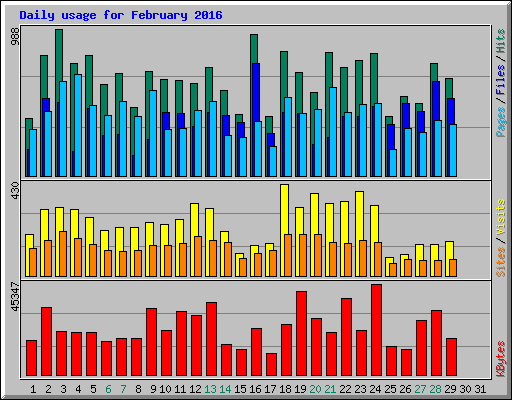 Daily usage for February 2016
988
Pages / Files / Hits
430
Sites / Visits
45347
KBytes
1 2 3 4 5 6 7 8 9 10 11 12 13 14 15 16 17 18 19 20 21 22 23 24 25 26 27 28 29 30 31